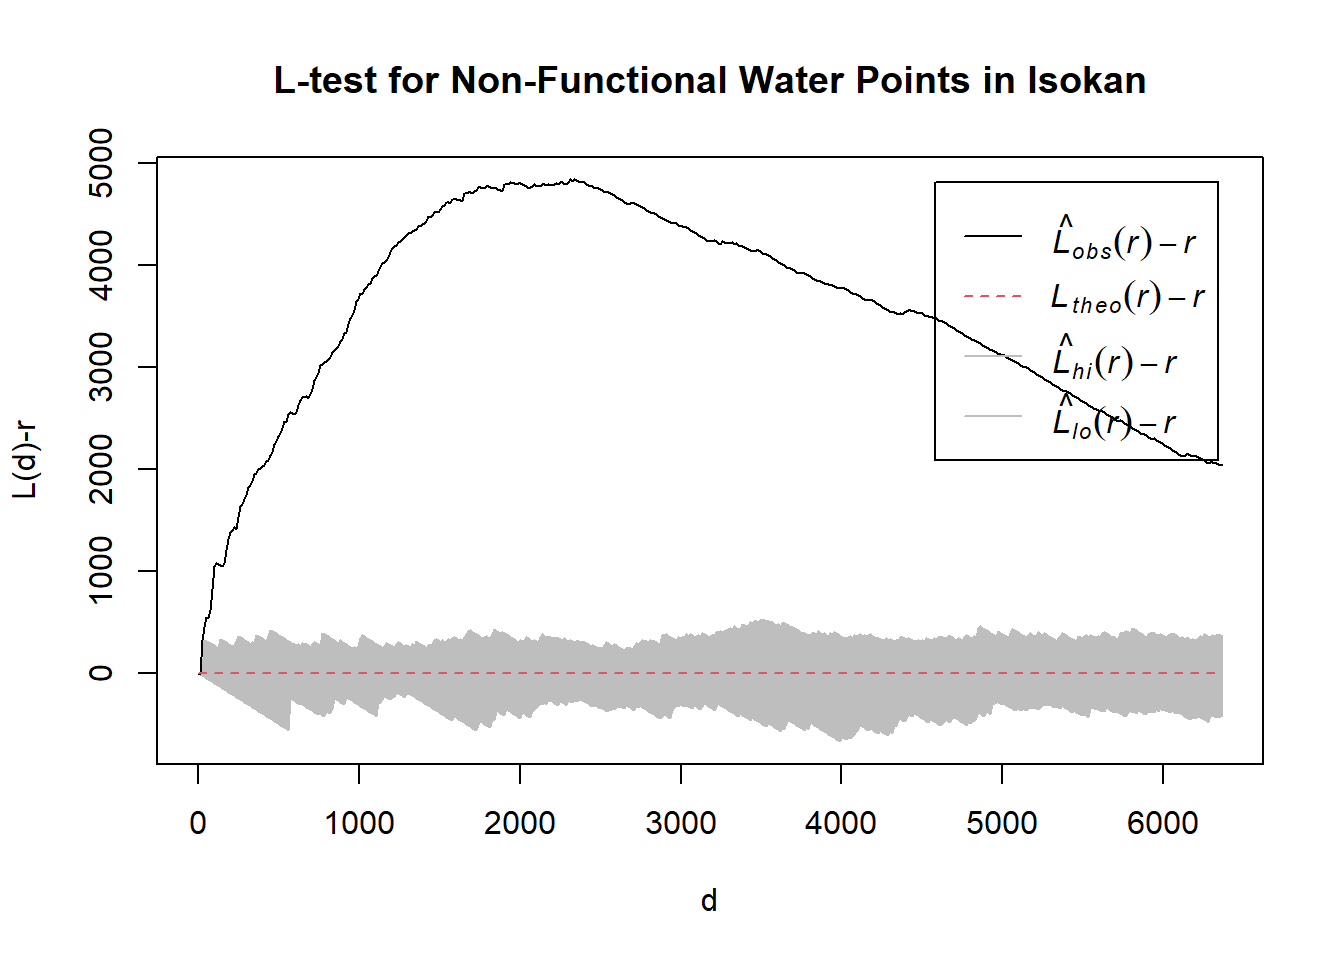 L-test for Non-Functional Water Points in Isokan
L(d)-r
5000
4000
3000
2000
1000
0
L̂obs(r) – r
Ltheo(r) – r
L̂hi(r) – r
L̂lo(r) – r
0 1000 2000 3000 4000 5000 6000
d